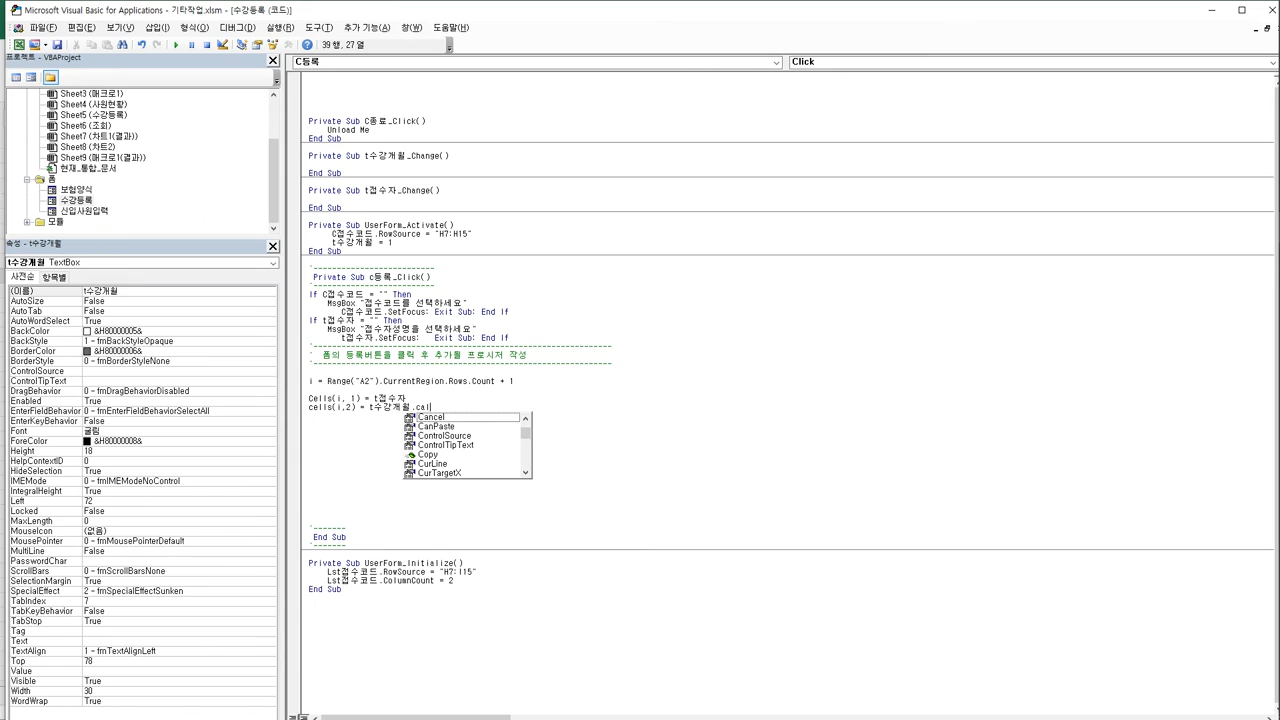 Microsoft Visual Basic for Applications - 기타작업.xlsm - [수강등록 (코드)]
파일(F) 편집(E) 보기(V) 삽입(I) 형식(O) 디버그(D) 실행(R) 도구(T) 추가 기능(A) 창(W) 도움말(H)
39 행, 27 열
프로젝트 - VBAProject
Sheet3 (매크로1)
Sheet4 (사원현황)
Sheet5 (수강등록)
Sheet6 (조회)
Sheet7 (차트1(결과))
Sheet8 (차트2)
Sheet9 (매크로1(결과))
현재_통합_문서
폼
보험양식
수강등록
신입사원입력
모듈
속성 - t수강개월
t수강개월 TextBox
사전순 항목별
(이름) t수강개월
AutoSize False
AutoTab False
AutoWordSelect True
BackColor &H80000005&
BackStyle 1 - fmBackStyleOpaque
BorderColor &H80000006&
BorderStyle 0 - fmBorderStyleNone
ControlSource
ControlTipText
DragBehavior 0 - fmDragBehaviorDisabled
Enabled True
EnterFieldBehavior 0 - fmEnterFieldBehaviorSelectAll
EnterKeyBehavior False
Font 굴림
ForeColor &H80000008&
Height 18
HelpContextID 0
HideSelection True
IMEMode 0 - fmIMEModeNoControl
IntegralHeight True
Left 72
Locked False
MaxLength 0
MouseIcon (없음)
MousePointer 0 - fmMousePointerDefault
MultiLine False
PasswordChar
ScrollBars 0 - fmScrollBarsNone
SelectionMargin True
SpecialEffect 2 - fmSpecialEffectSunken
TabIndex 7
TabKeyBehavior False
TabStop True
Tag
Text
TextAlign 1 - fmTextAlignLeft
Top 78
Value
Visible True
Width 30
WordWrap True
C등록 Click
Private Sub C종료_Click()
Unload Me
End Sub
Private Sub t수강개월_Change()
End Sub
Private Sub t접수자_Change()
End Sub
Private Sub UserForm_Activate()
C접수코드.RowSource = "H7:H15"
t수강개월 = 1
End Sub
'---------------------------
Private Sub c등록_Click()
'---------------------------
If C접수코드 = "" Then
MsgBox "접수코드를 선택하세요"
C접수코드.SetFocus: Exit Sub: End If
If t접수자 = "" Then
MsgBox "접수자성명을 선택하세요"
t접수자.SetFocus: Exit Sub: End If
'-----------------------------------------------------------------
' 폼의 등록버튼을 클릭 후 추가될 프로시저 작성
'-----------------------------------------------------------------
i = Range("A2").CurrentRegion.Rows.Count + 1
Cells(i, 1) = t접수자
cells(i,2) = t수강개월.cal
Cancel
CanPaste
ControlSource
ControlTipText
Copy
CurLine
CurTargetX
'-------
End Sub
'-------
Private Sub UserForm_Initialize()
Lst접수코드.RowSource = "H7:I15"
Lst접수코드.ColumnCount = 2
End Sub